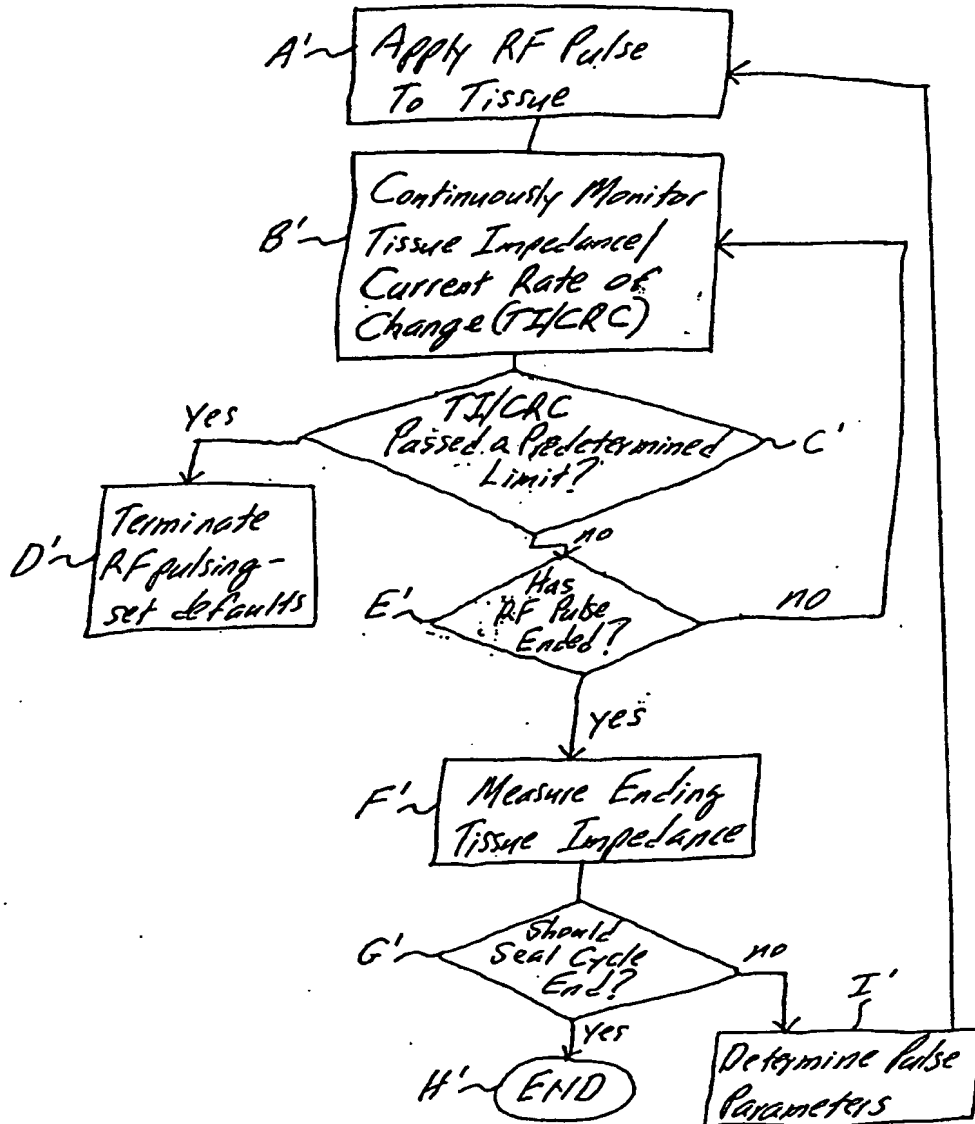 A'
Apply RF Pulse
To Tissue
B'
Continuously Monitor
Tissue Impedance/
Current Rate of
Change (TI/CRC)
TI/CRC
Passed a Predetermined
Limit?
C'
Yes
no
D'
Terminate
RF pulsing-
set defaults
E'
Has
RF Pulse
Ended?
no
yes
F'
Measure Ending
Tissue Impedance
G'
Should
Seal Cycle
End?
no
yes
H'
END
I'
Determine Pulse
Parameters